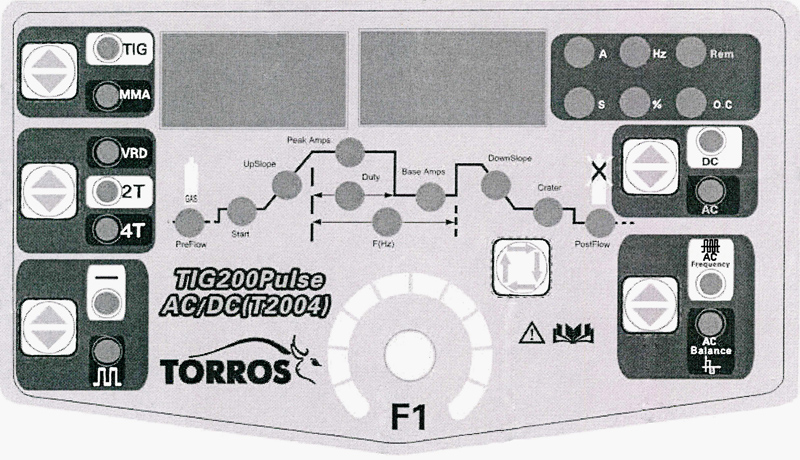 TIG
MMA
A
Hz
Rem
S
%
O.C
VRD
2T
4T
GAS
PreFlow
Start
UpSlope
Peak Amps
Duty
Base Amps
F(Hz)
DownSlope
Crater
PostFlow
DC
AC
TIG200Pulse
AC/DC(T2004)
TORROS
F1
AC
Frequency
AC
Balance